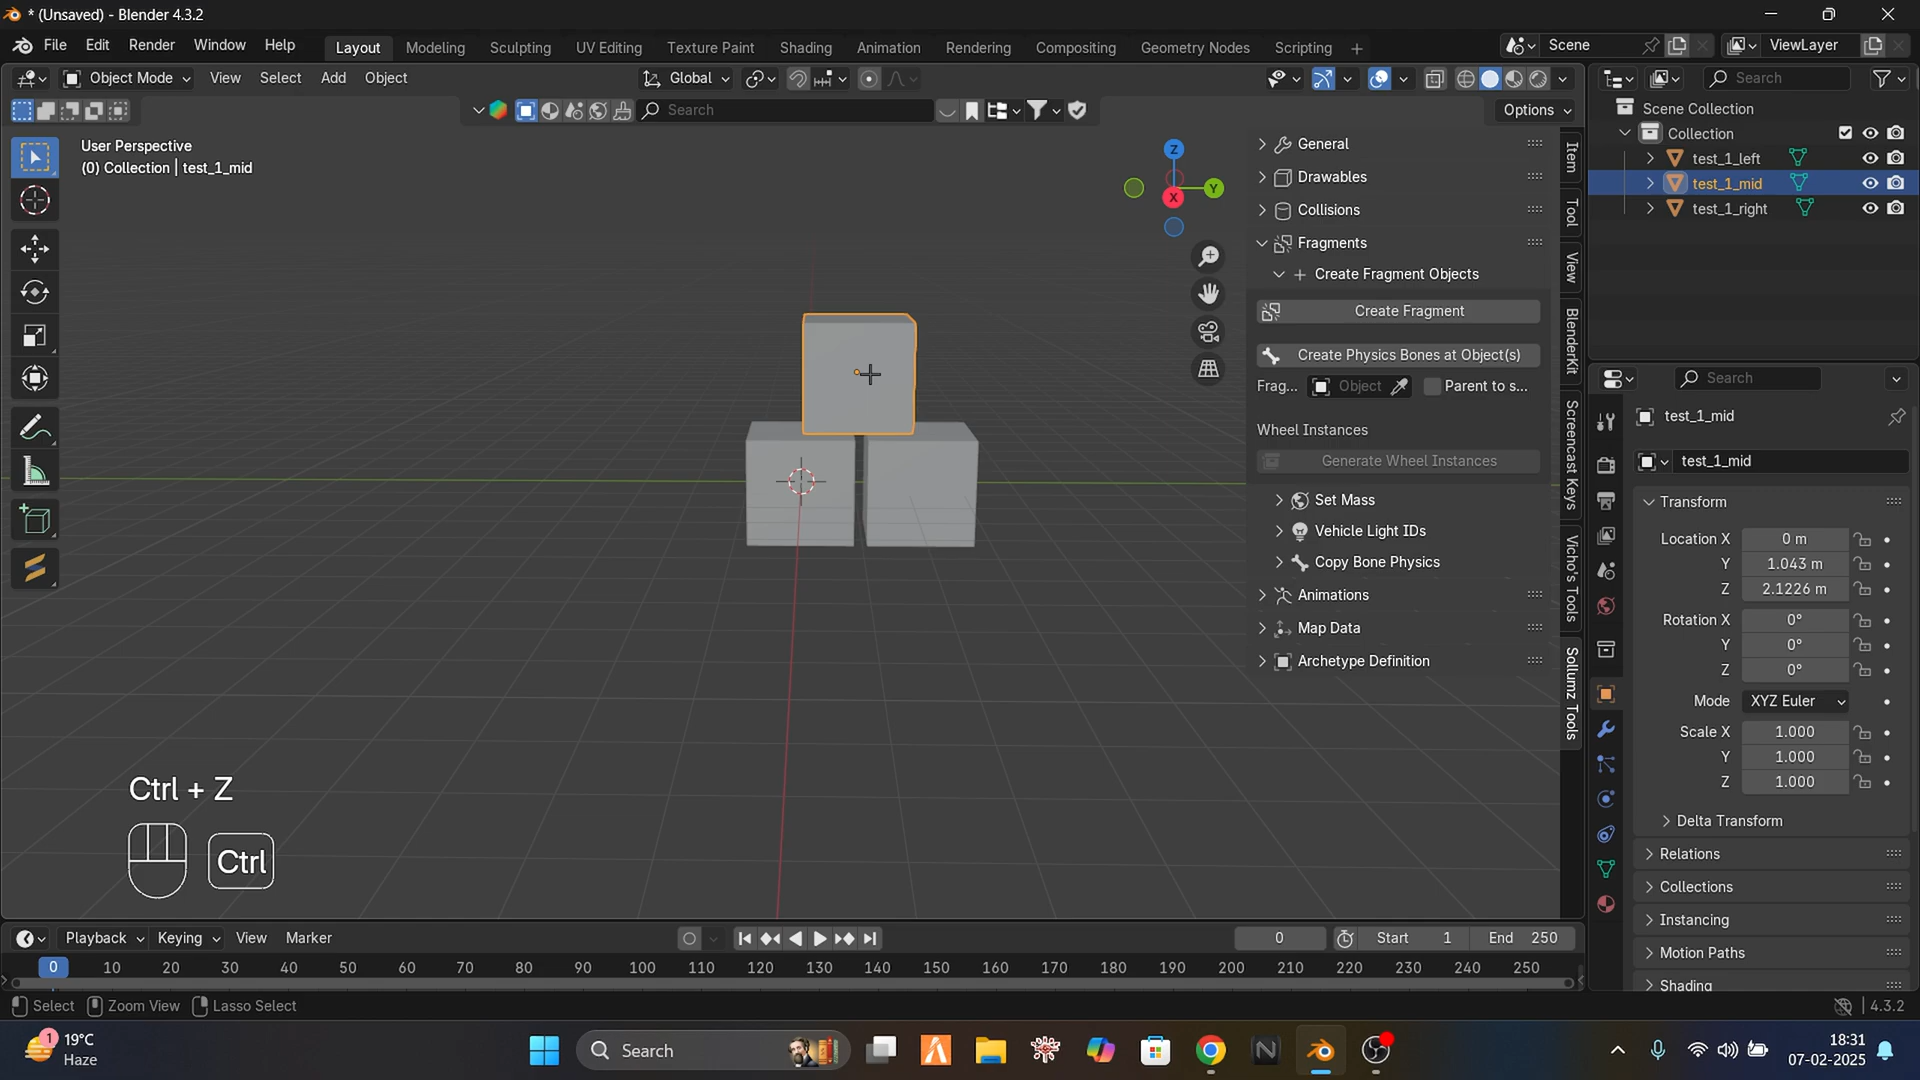 * (Unsaved) - Blender 4.3.2
File Edit Render Window Help Layout Modeling Sculpting UV Editing Texture Paint Shading Animation Rendering Compositing Geometry Nodes Scripting + Scene ViewLayer
Object Mode View Select Add Object Global Search
Search Options
Scene Collection
Collection
test_1_left
test_1_mid
test_1_right
User Perspective
(0) Collection | test_1_mid
Z
Y
X
General
Drawables
Collisions
Fragments
Create Fragment Objects
Create Fragment
Create Physics Bones at Object(s)
Frag... Object Parent to s...
Wheel Instances
Generate Wheel Instances
Set Mass
Vehicle Light IDs
Copy Bone Physics
Animations
Map Data
Archetype Definition
Item
Tool
View
BlenderKit
Screencast Keys
Vicho's Tools
Sollumz Tools
Search
test_1_mid
test_1_mid
Transform
Location X 0 m
Y 1.043 m
Z 2.1226 m
Rotation X 0°
Y 0°
Z 0°
Mode XYZ Euler
Scale X 1.000
Y 1.000
Z 1.000
Delta Transform
Relations
Collections
Instancing
Motion Paths
Shading
Ctrl + Z
Ctrl
Playback Keying View Marker 0 Start 1 End 250
0 10 20 30 40 50 60 70 80 90 100 110 120 130 140 150 160 170 180 190 200 210 220 230 240 250
Select Zoom View Lasso Select 4.3.2
1 19°C
Haze
Search
18:31
07-02-2025